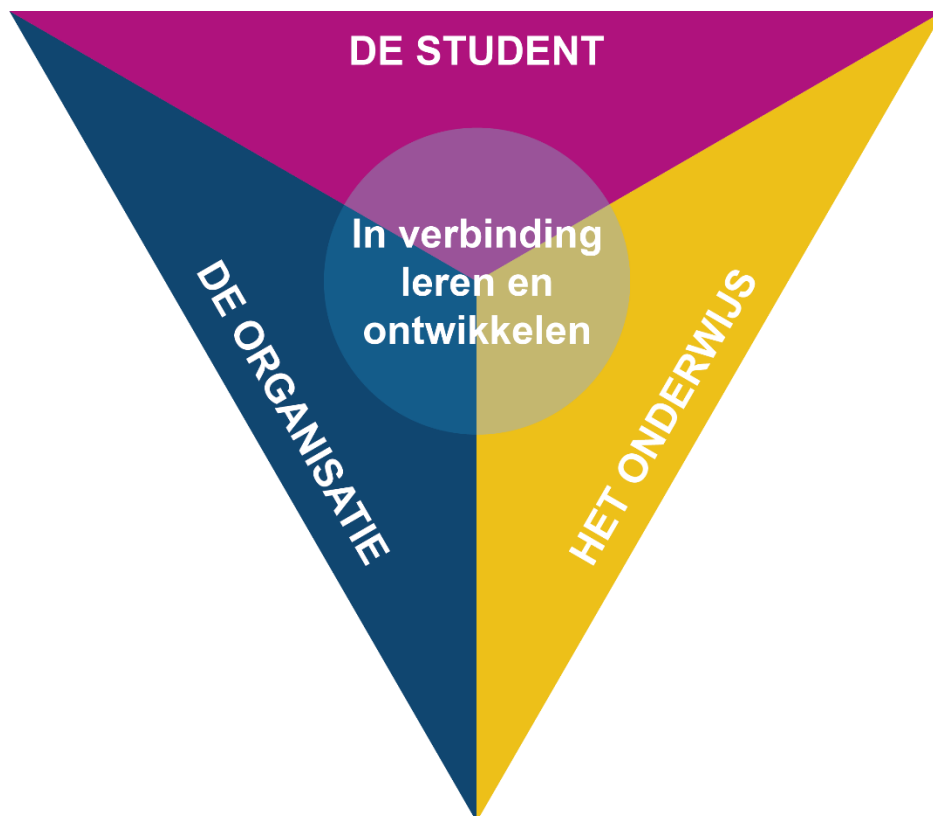 DE STUDENT
In verbinding
leren en
ontwikkelen
DE ORGANISATIE
HET ONDERWIJS